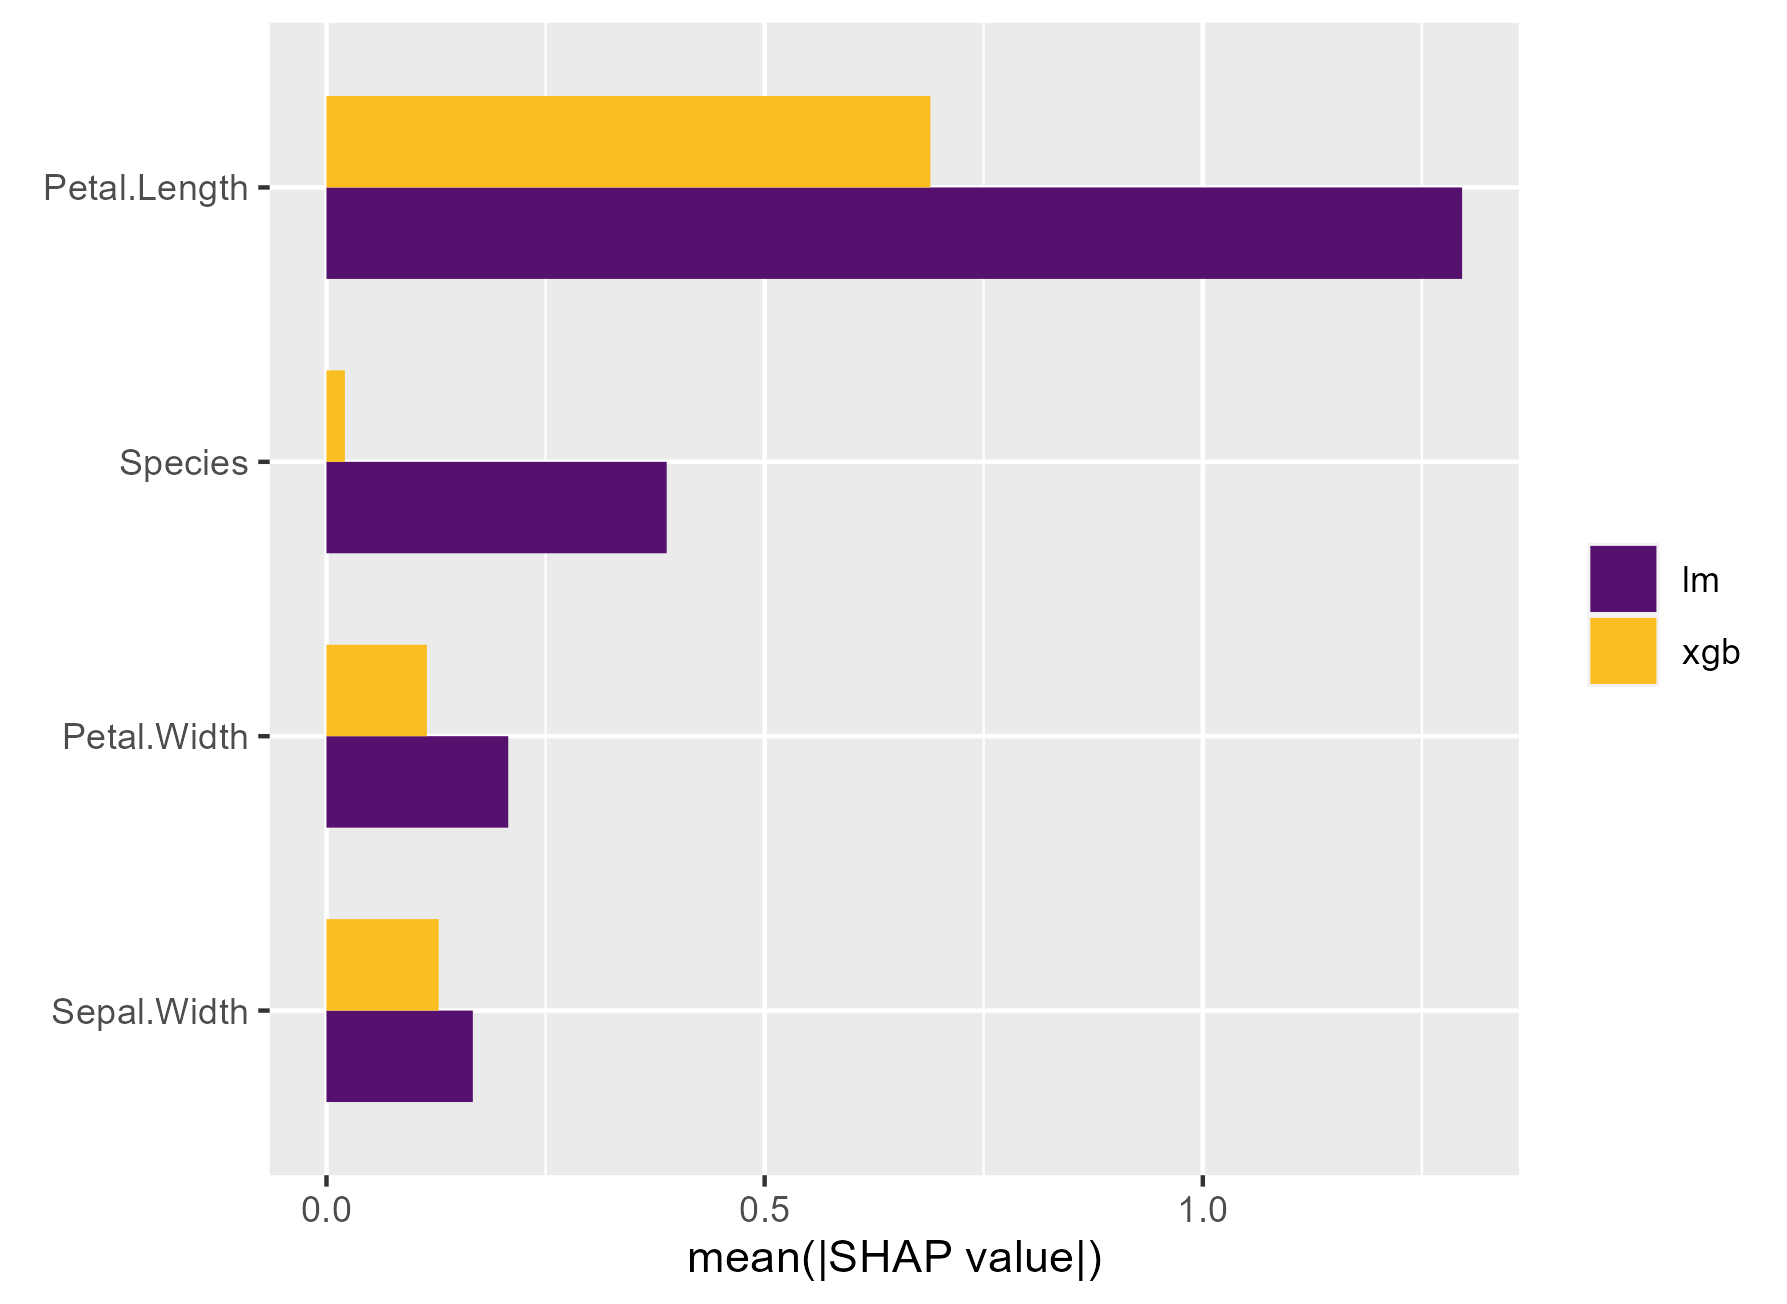 Petal.Length
Species
Petal.Width
Sepal.Width
0.0
0.5
1.0
mean(|SHAP value|)
lm
xgb